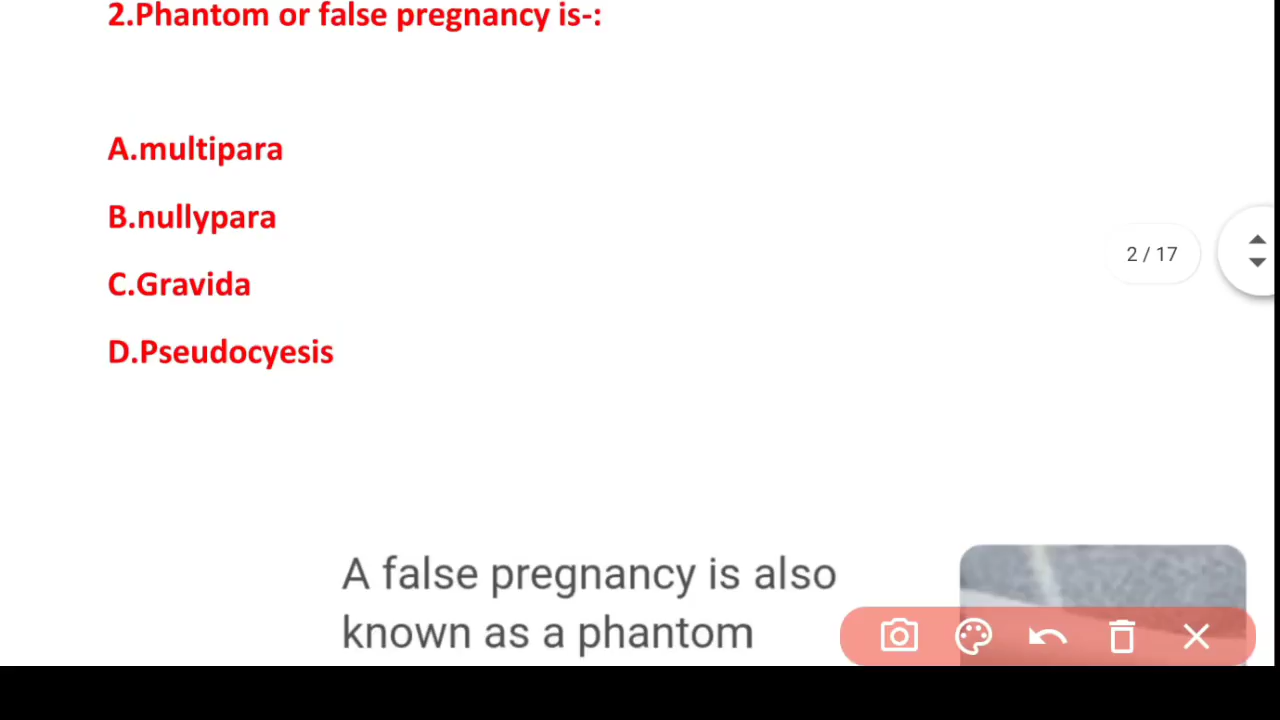 2.Phantom or false pregnancy is-:
A.multipara
B.nullypara
C.Gravida
D.Pseudocyesis
2 / 17
A false pregnancy is also
known as a phantom